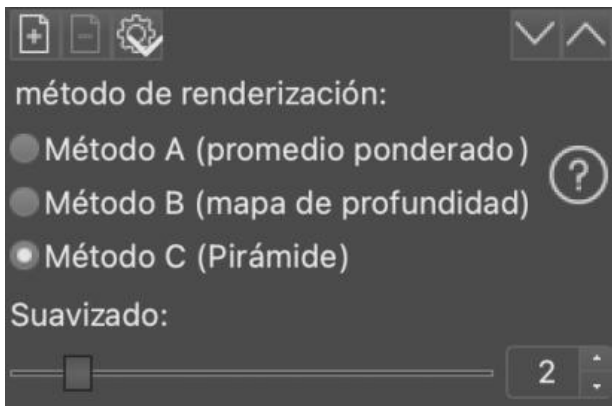 método de renderización:
Método A (promedio ponderado)
Método B (mapa de profundidad)
?
Método C (Pirámide)
Suavizado:
2